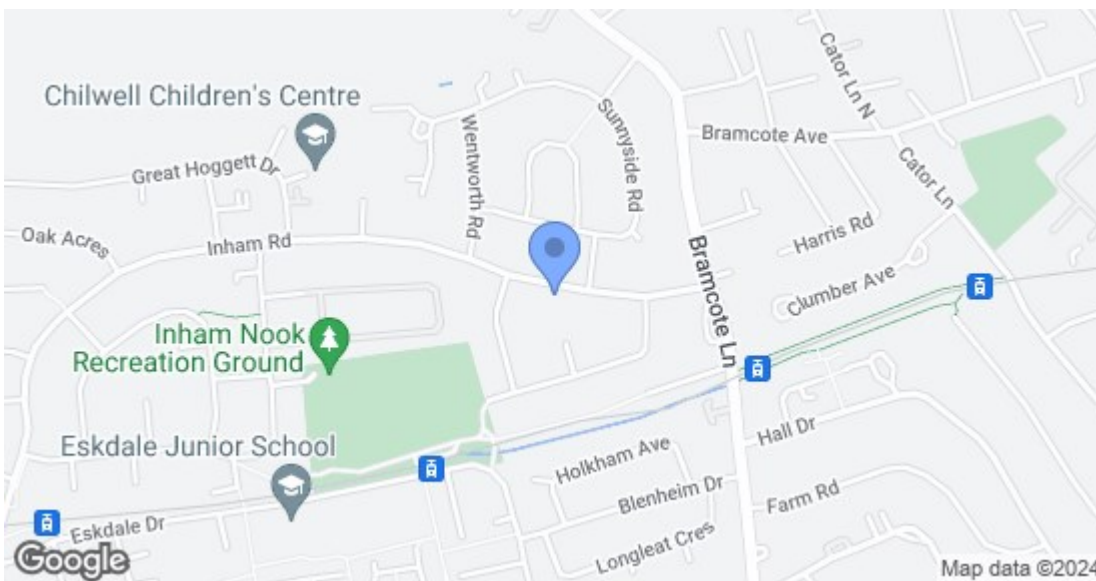 Chilwell Children's Centre
Great Hoggett Dr
Oak Acres
Inham Rd
Wentworth Rd
Sunnyside Rd
Bramcote Ave
Cator Ln N
Cator Ln
Harris Rd
Clumber Ave
Bramcote Ln
Inham Nook
Recreation Ground
Eskdale Junior School
Eskdale Dr
Holkham Ave
Hall Dr
Blenheim Dr
Farm Rd
Longleat Cres
Google
Map data ©2024